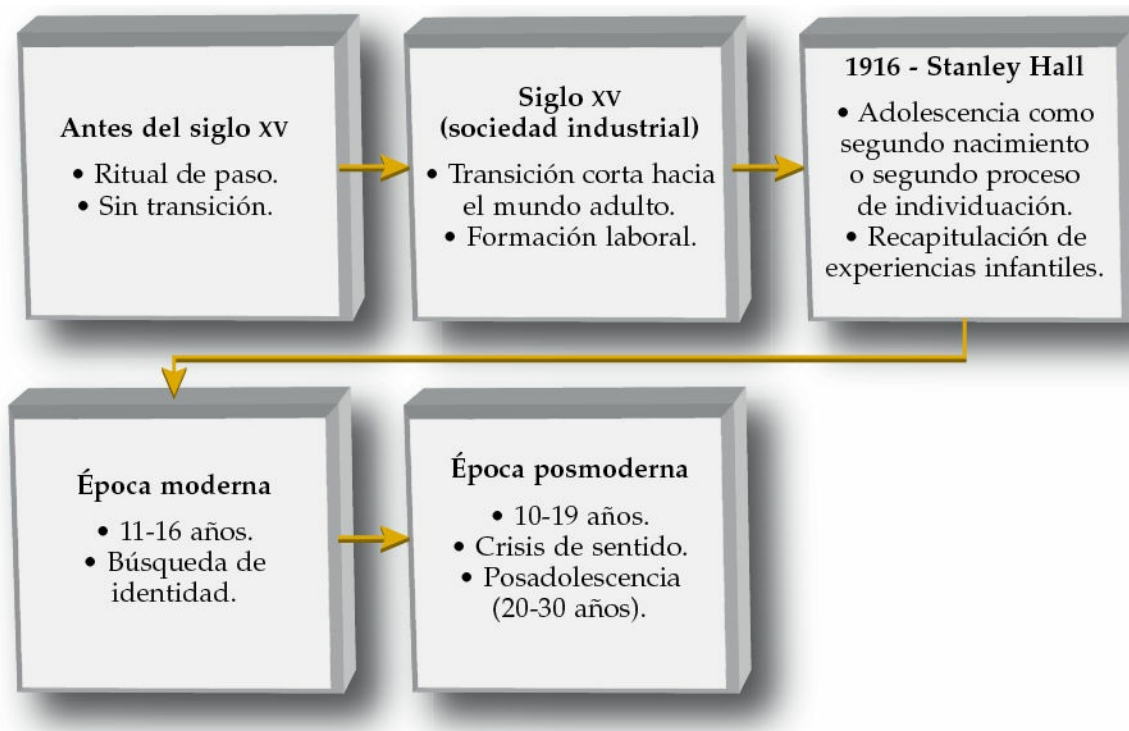 Antes del siglo XV
• Ritual de paso.
• Sin transición.
Siglo XV
(sociedad industrial)
• Transición corta hacia
el mundo adulto.
• Formación laboral.
1916 - Stanley Hall
• Adolescencia como
segundo nacimiento
o segundo proceso
de individuación.
• Recapitulación de
experiencias infantiles.
Época moderna
• 11-16 años.
• Búsqueda de
identidad.
Época posmoderna
• 10-19 años.
• Crisis de sentido.
• Posadolescencia
(20-30 años).